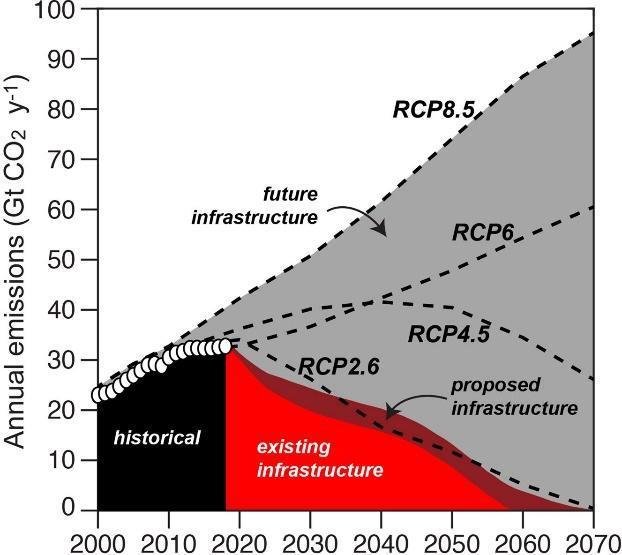 100
90
80
70
60
50
40
30
20
10
0
Annual emissions (Gt CO₂ y⁻¹)
RCP8.5
future
infrastructure
RCP6
RCP4.5
RCP2.6
proposed
infrastructure
historical
existing
infrastructure
2000 2010 2020 2030 2040 2050 2060 2070